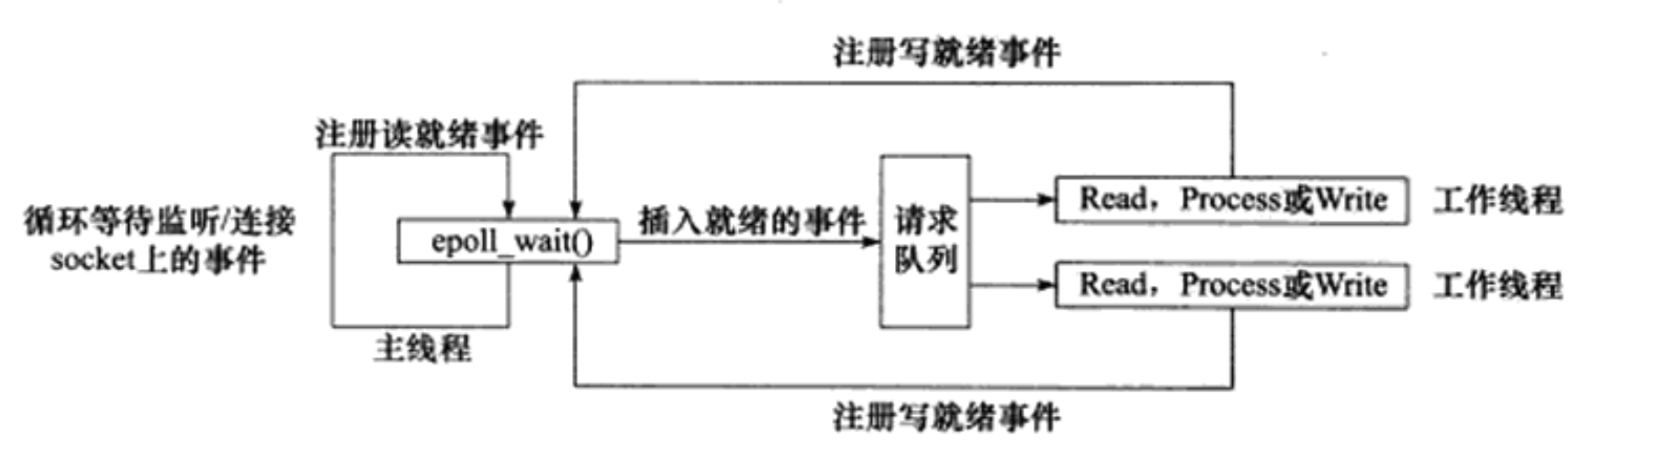 注册写就绪事件
注册读就绪事件
循环等待监听/连接
socket上的事件
epoll_wait()
插入就绪的事件
请求
队列
Read，Process或Write
工作线程
Read，Process或Write
工作线程
主线程
注册写就绪事件